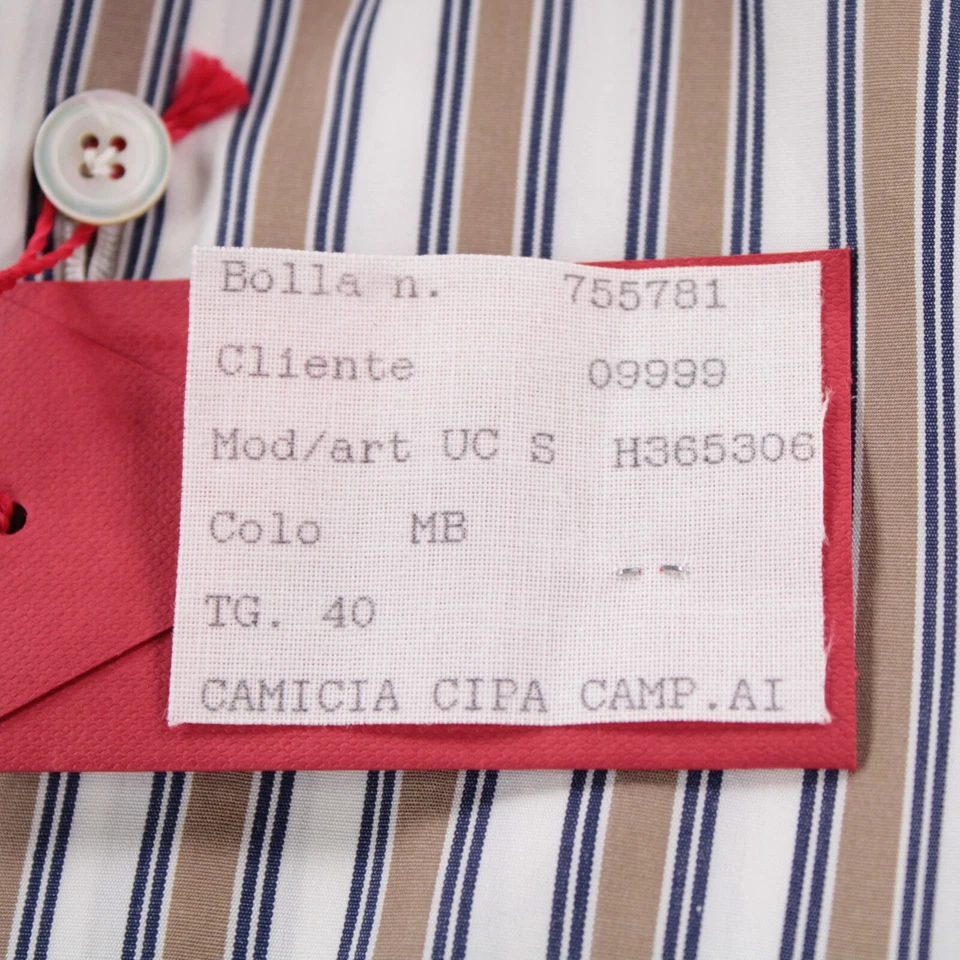 Bolla n. 755781
Cliente 09999
Mod/art UC S H365306
Colo MB
TG. 40
CAMICIA CIPA CAMP.AI